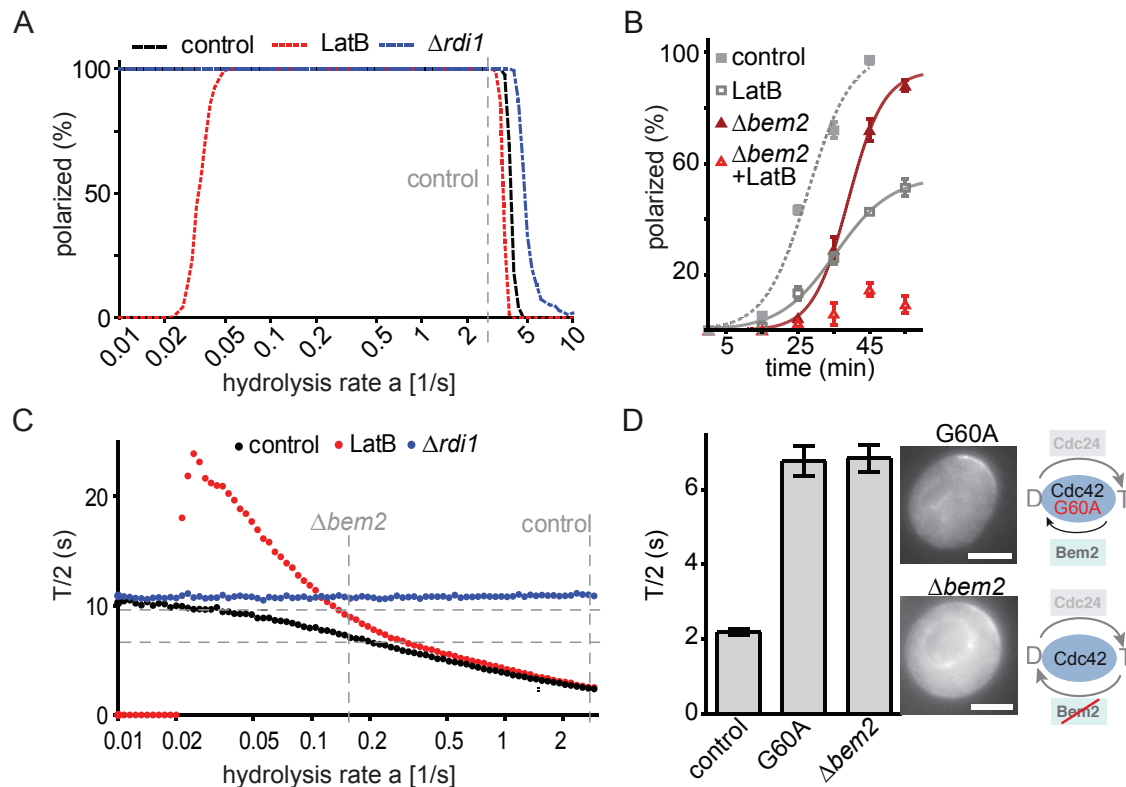 A
control LatB Δrdi1
polarized (%)
100
50
0
control
0.01 0.02 0.05 0.1 0.2 0.5 1 2 5 10
hydrolysis rate a [1/s]
B
polarized (%)
100
60
20
control
LatB
Δbem2
Δbem2
+LatB
5 25 45
time (min)
C
control LatB Δrdi1
T/2 (s)
20
10
0
Δbem2
control
0.01 0.02 0.05 0.1 0.2 0.5 1 2
hydrolysis rate a [1/s]
D
T/2 (s)
6
4
2
0
control G60A Δbem2
G60A
Cdc24
D Cdc42 T
G60A
Bem2
Δbem2
Cdc24
D Cdc42 T
Bem2